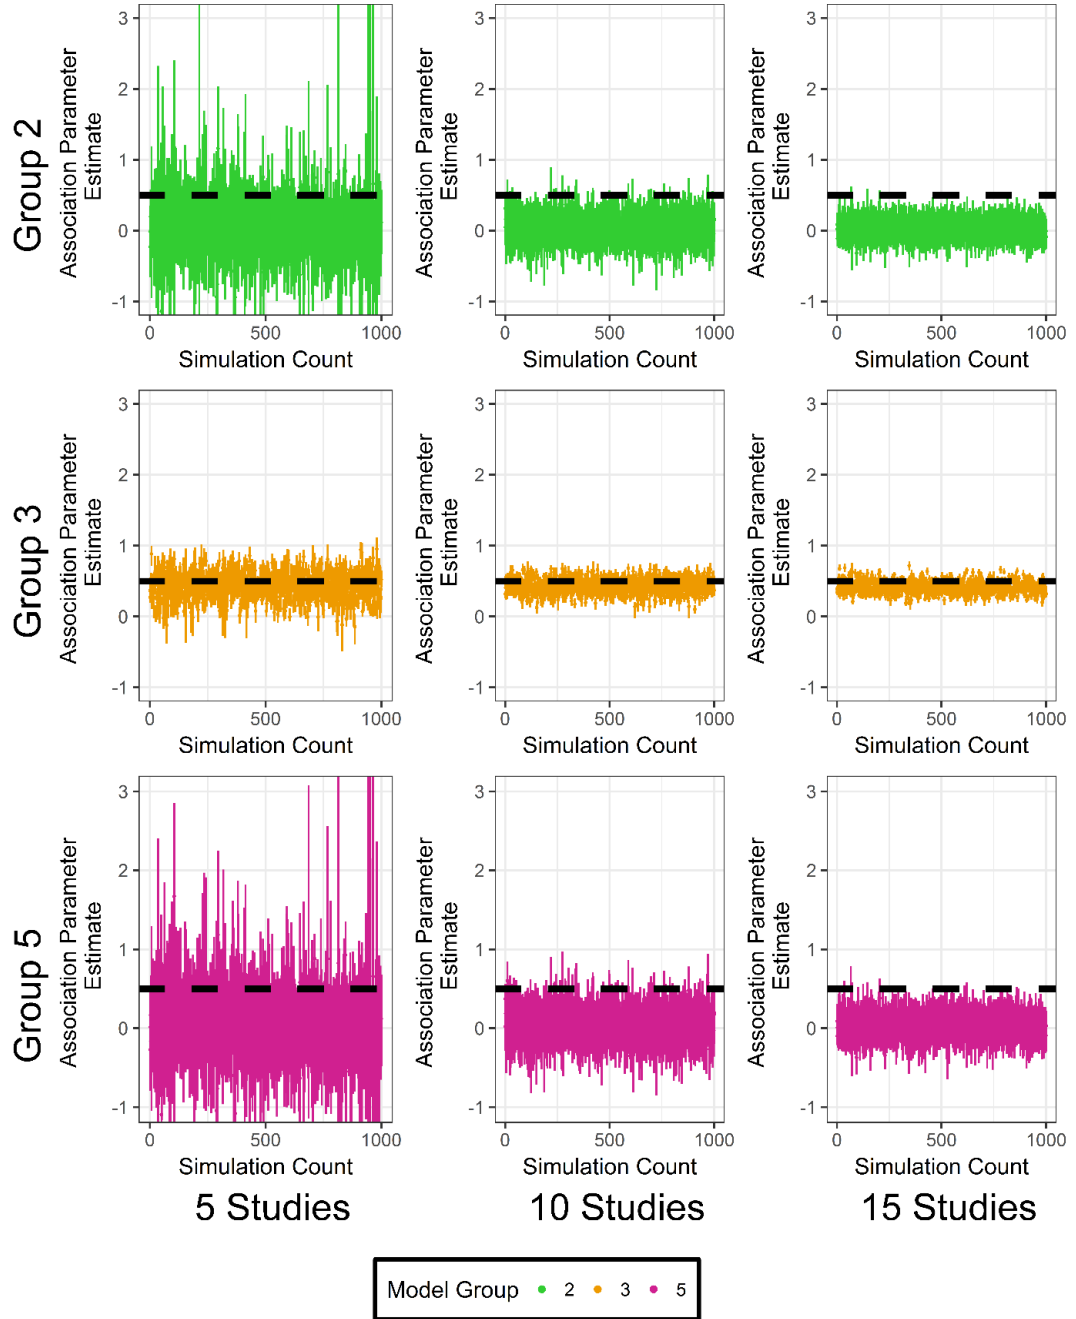 Group 2
Association Parameter
Estimate
3
2
1
0
-1
0 500 1000
Simulation Count
Association Parameter
Estimate
3
2
1
0
-1
0 500 1000
Simulation Count
Association Parameter
Estimate
3
2
1
0
-1
0 500 1000
Simulation Count
Group 3
Association Parameter
Estimate
3
2
1
0
-1
0 500 1000
Simulation Count
Association Parameter
Estimate
3
2
1
0
-1
0 500 1000
Simulation Count
Association Parameter
Estimate
3
2
1
0
-1
0 500 1000
Simulation Count
Group 5
Association Parameter
Estimate
3
2
1
0
-1
0 500 1000
Simulation Count
Association Parameter
Estimate
3
2
1
0
-1
0 500 1000
Simulation Count
Association Parameter
Estimate
3
2
1
0
-1
0 500 1000
Simulation Count
5 Studies
10 Studies
15 Studies
Model Group 2 3 5